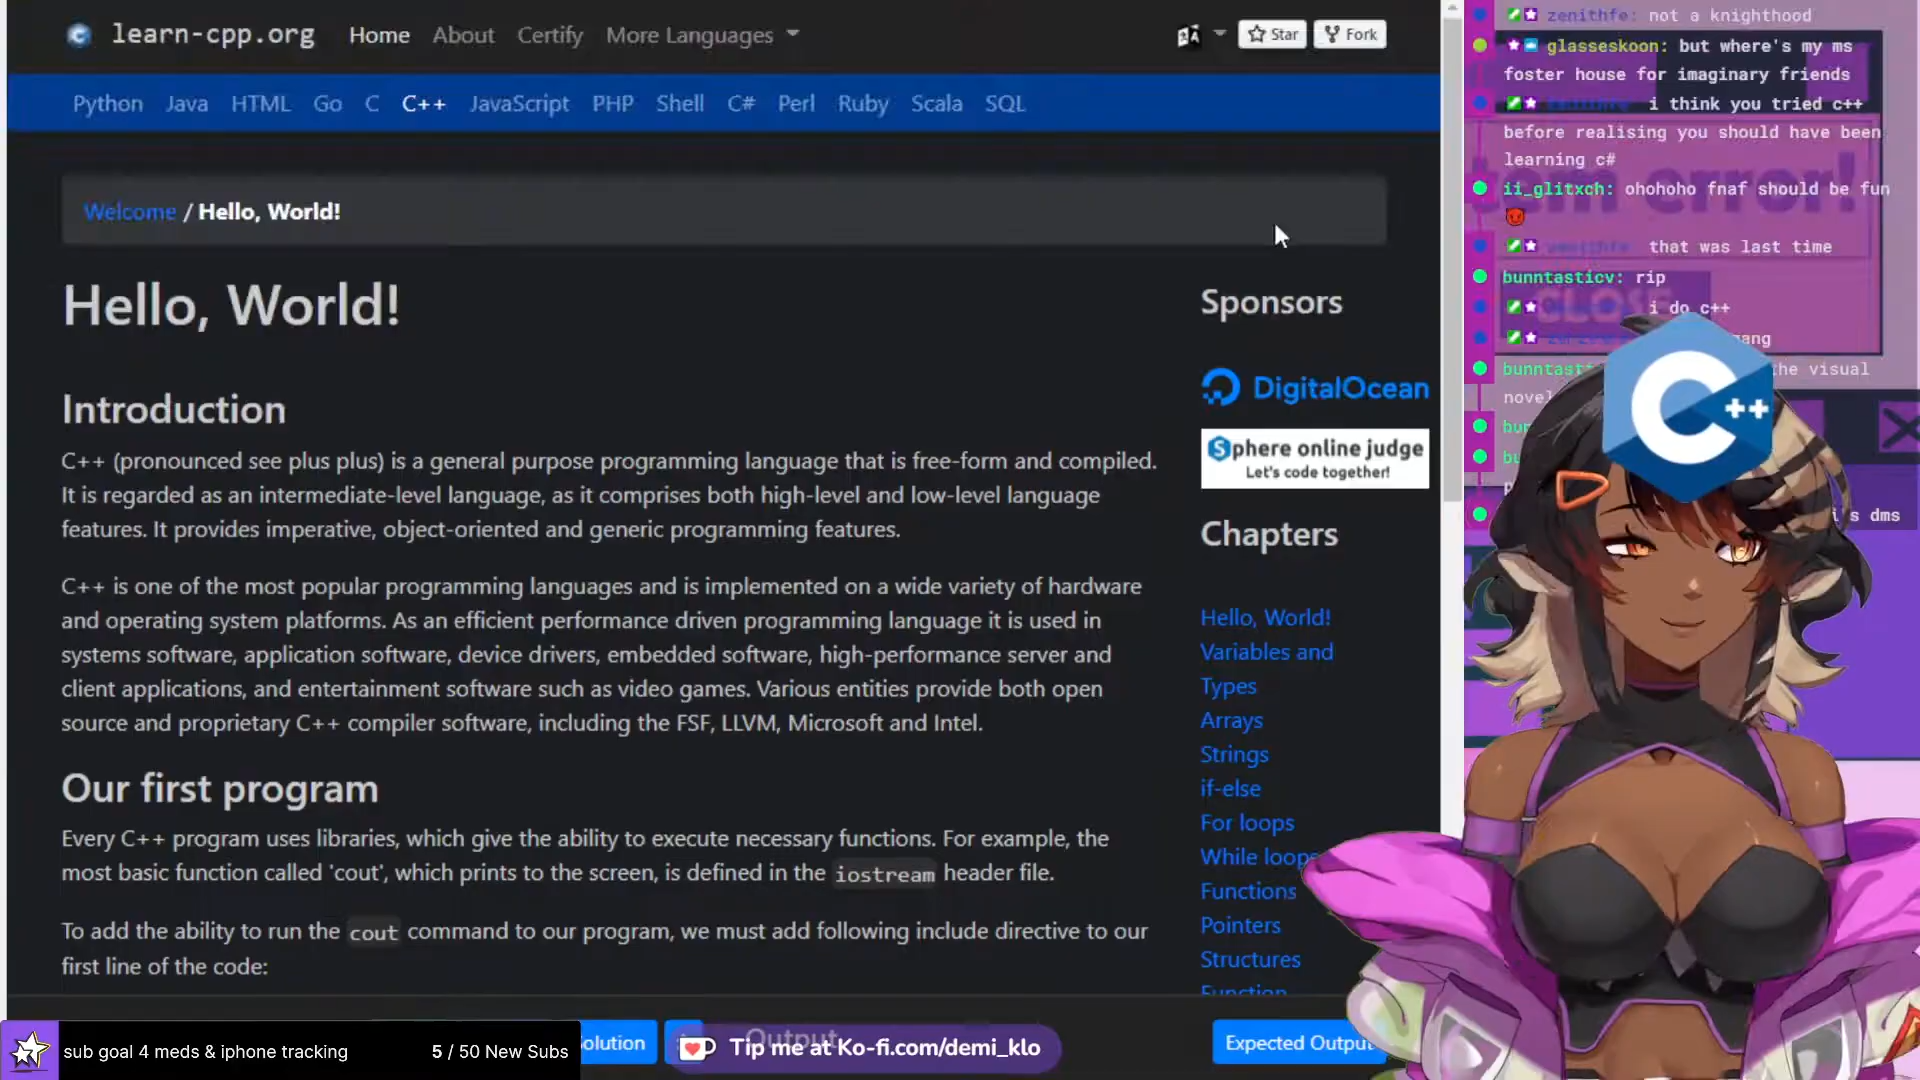 learn-cpp.org Home About Certify More Languages
Star Fork
Python Java HTML Go C C++ JavaScript PHP Shell C# Perl Ruby Scala SQL
Welcome / Hello, World!
Hello, World!
Introduction
C++ (pronounced see plus plus) is a general purpose programming language that is free-form and compiled.
It is regarded as an intermediate-level language, as it comprises both high-level and low-level language
features. It provides imperative, object-oriented and generic programming features.
C++ is one of the most popular programming languages and is implemented on a wide variety of hardware
and operating system platforms. As an efficient performance driven programming language it is used in
systems software, application software, device drivers, embedded software, high-performance server and
client applications, and entertainment software such as video games. Various entities provide both open
source and proprietary C++ compiler software, including the FSF, LLVM, Microsoft and Intel.
Our first program
Every C++ program uses libraries, which give the ability to execute necessary functions. For example, the
most basic function called 'cout', which prints to the screen, is defined in the iostream header file.
To add the ability to run the cout command to our program, we must add following include directive to our
first line of the code:
Sponsors
DigitalOcean
Sphere online judge
Let's code together!
Chapters
Hello, World!
Variables and
Types
Arrays
Strings
if-else
For loops
While loops
Functions
Pointers
Structures
Function
olution
Output
Expected Output
sub goal 4 meds & iphone tracking 5 / 50 New Subs
Tip me at Ko-fi.com/demi_klo
zenithfe: not a knighthood
glasseskoon: but where's my ms
foster house for imaginary friends
i think you tried c++
before realising you should have been
learning c#
ii_glitxch: ohohoho fnaf should be fun
that was last time
bunntasticv: rip
i do c++
the visual
i's dms
tem error!
CLOSE
C++